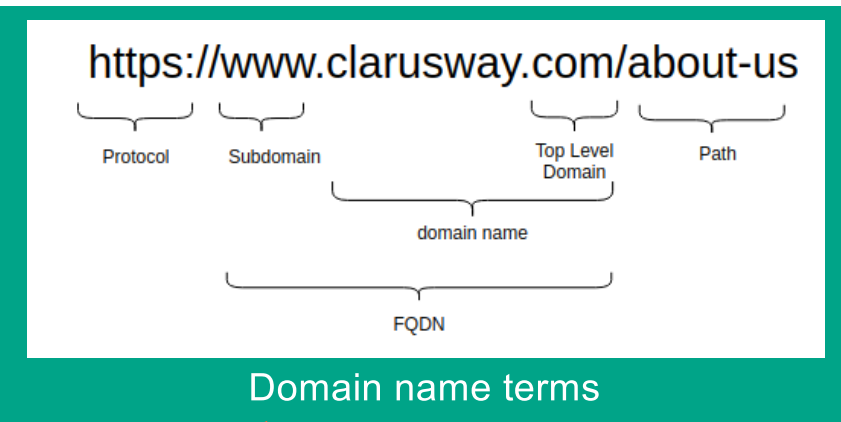 https://www.clarusway.com/about-us
Protocol
Subdomain
Top Level
Domain
Path
domain name
FQDN
Domain name terms